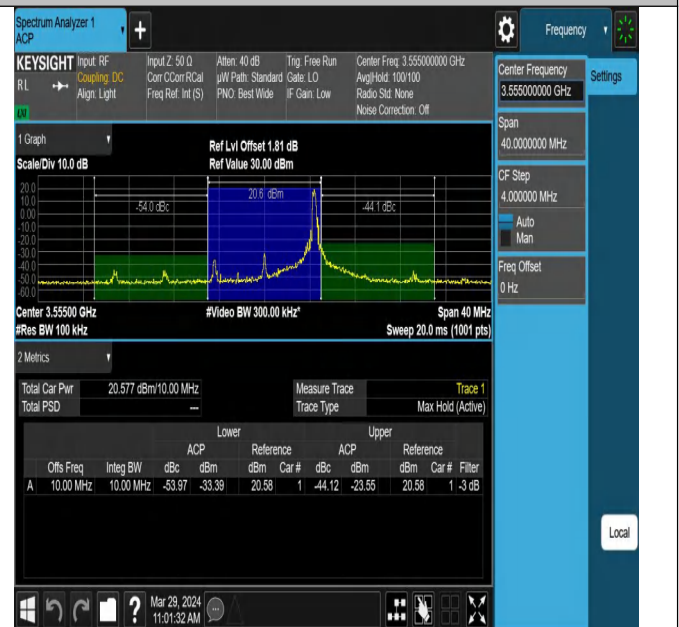 Spectrum Analyzer 1
ACP
+
Frequency
KEYSIGHT
Input: RF
Input Z: 50 Ω
Atten: 40 dB
Trig: Free Run
Center Freq: 3.555000000 GHz
RL
Coupling: DC
Corr CCorr RCal
µW Path: Standard
Gate: LO
Avg|Hold: 100/100
Align: Light
Freq Ref: Int (S)
PNO: Best Wide
IF Gain: Low
Radio Std: None
Noise Correction: Off
LXI
Center Frequency
3.555000000 GHz
Settings
Span
40.0000000 MHz
CF Step
4.000000 MHz
Auto
Man
Freq Offset
0 Hz
1 Graph
Ref Lvl Offset 1.81 dB
Scale/Div 10.0 dB
Ref Value 30.00 dBm
20.0
10.0
0.00
-10.0
-20.0
-30.0
-40.0
-50.0
-60.0
-54.0 dBc
20.6 dBm
-44.1 dBc
Center 3.55500 GHz
#Video BW 300.00 kHz*
Span 40 MHz
#Res BW 100 kHz
Sweep 20.0 ms (1001 pts)
2 Metrics
Total Car Pwr 20.577 dBm/10.00 MHz
Measure Trace Trace 1
Total PSD ---
Trace Type Max Hold (Active)
Lower Upper
ACP Reference ACP Reference
Offs Freq Integ BW dBc dBm dBm Car # dBc dBm dBm Car # Filter
A 10.00 MHz 10.00 MHz -53.97 -33.39 20.58 1 -44.12 -23.55 20.58 1 -3 dB
Local
?
Mar 29, 2024
11:01:32 AM